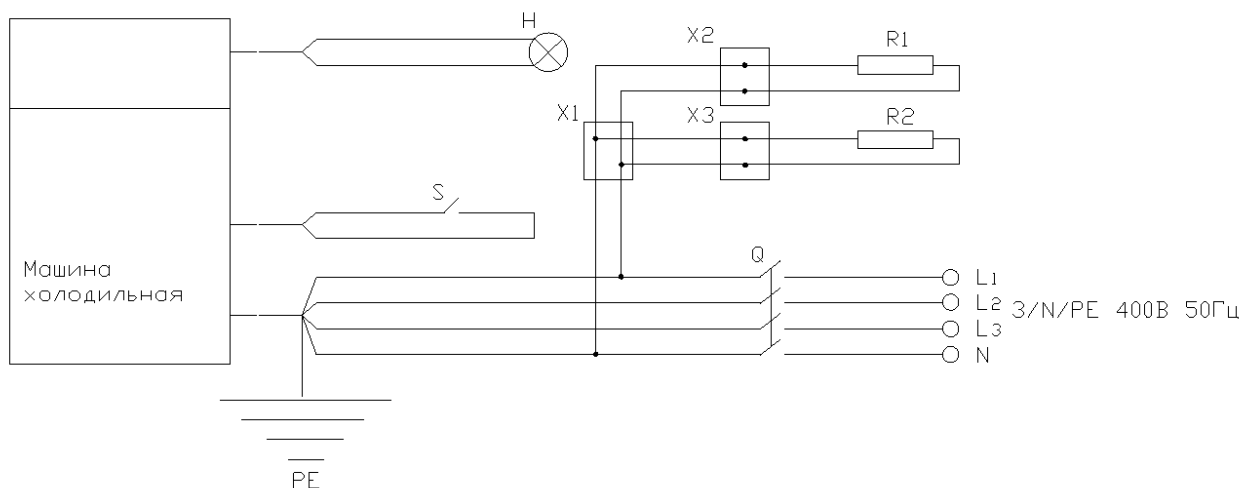 H
X2
R1
X1
X3
R2
S
Машина
холодильная
Q
L1
L2
L3
N
3/N/PE 400В 50Гц
PE